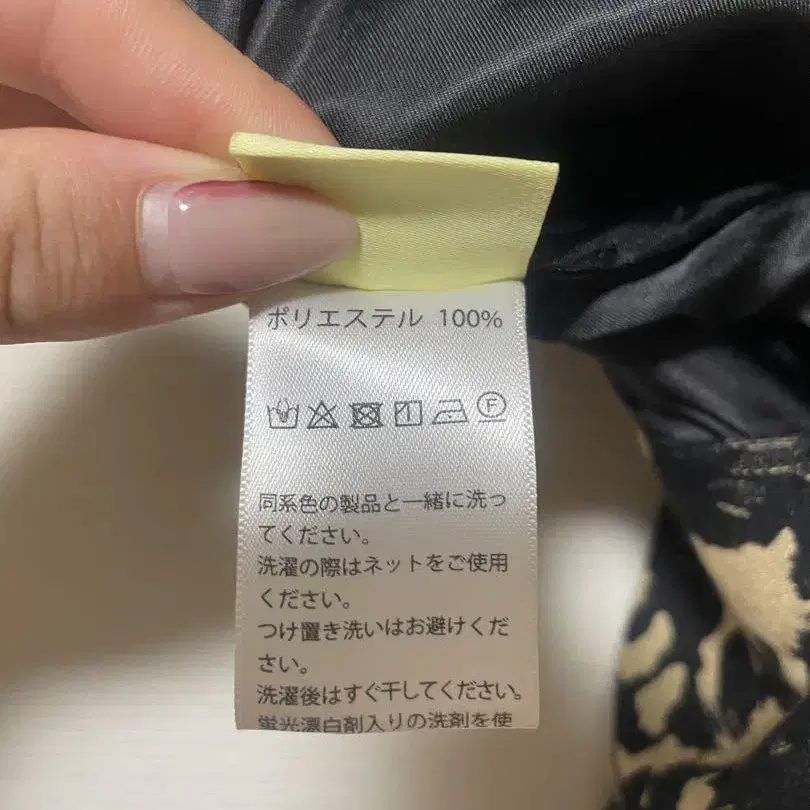 ポリエステル 100%
F
同系色の製品と一緒に洗っ
てください。
洗濯の際はネットをご使用
ください。
つけ置き洗いはお避けくだ
さい。
洗濯後はすぐ干してください。
蛍光漂白剤入りの洗剤を使